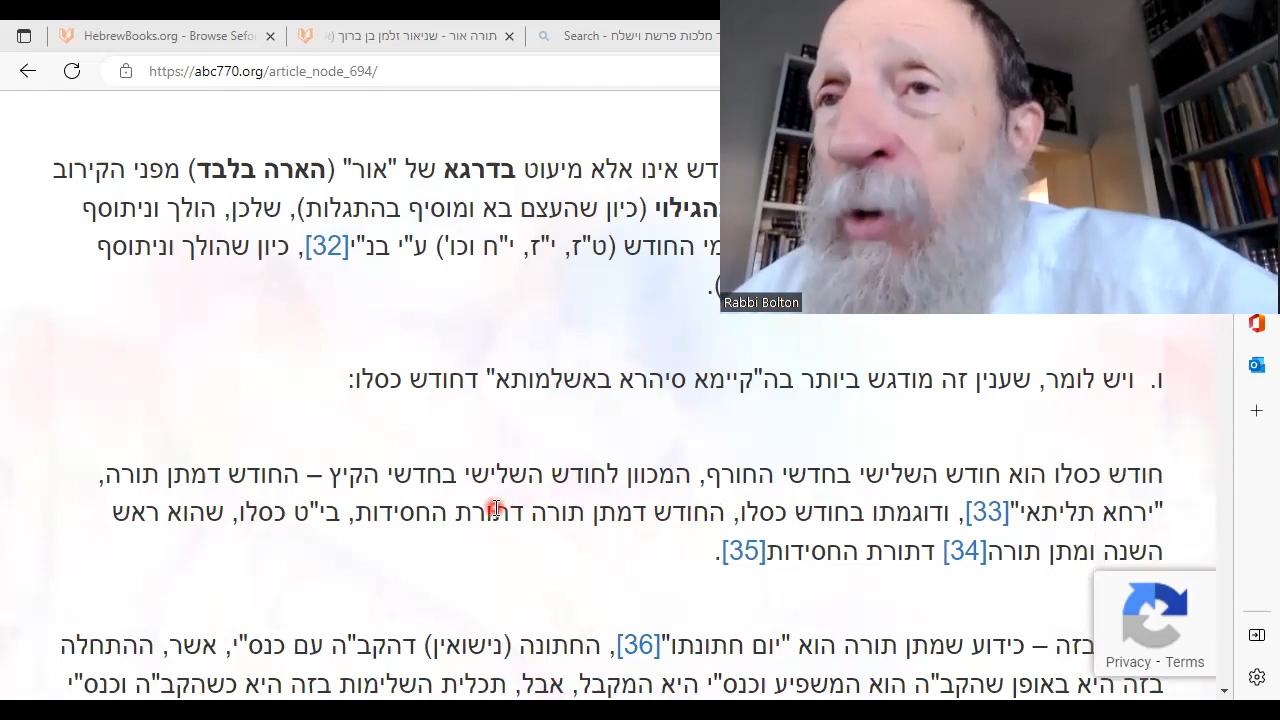 HebrewBooks.org - Browse Sefo
תורה אור - שניאור זלמן בן ברוך (א
Search - ר מלכות פרשת וישלח
https://abc770.org/article_node_694/
דש אינו אלא מיעוט בדרגא של "אור" (הארה בלבד) מפני הקירוב
הגילוי (כיון שהעצם בא ומוסיף בהתגלות), שלכן, הולך וניתוסף
מי החודש (ט"ז, י"ז, י"ח וכו') ע"י בנ"י[32], כיון שהולך וניתוסף
).
Rabbi Bolton
ו. ויש לומר, שענין זה מודגש ביותר בה"קיימא סיהרא באשלמותא" דחודש כסלו:
חודש כסלו הוא חודש השלישי בחדשי החורף, המכוון לחודש השלישי בחדשי הקיץ – החודש דמתן תורה,
"ירחא תליתאי"[33], ודוגמתו בחודש כסלו, החודש דמתן תורה דתורת החסידות, בי"ט כסלו, שהוא ראש
השנה ומתן תורה[34] דתורת החסידות[35].
בזה – כידוע שמתן תורה הוא "יום חתונתו"[36], החתונה (נישואין) דהקב"ה עם כנס"י, אשר, ההתחלה
בזה היא באופן שהקב"ה הוא המשפיע וכנס"י היא המקבל, אבל, תכלית השלימות בזה היא כשהקב"ה וכנס"י
Privacy - Terms